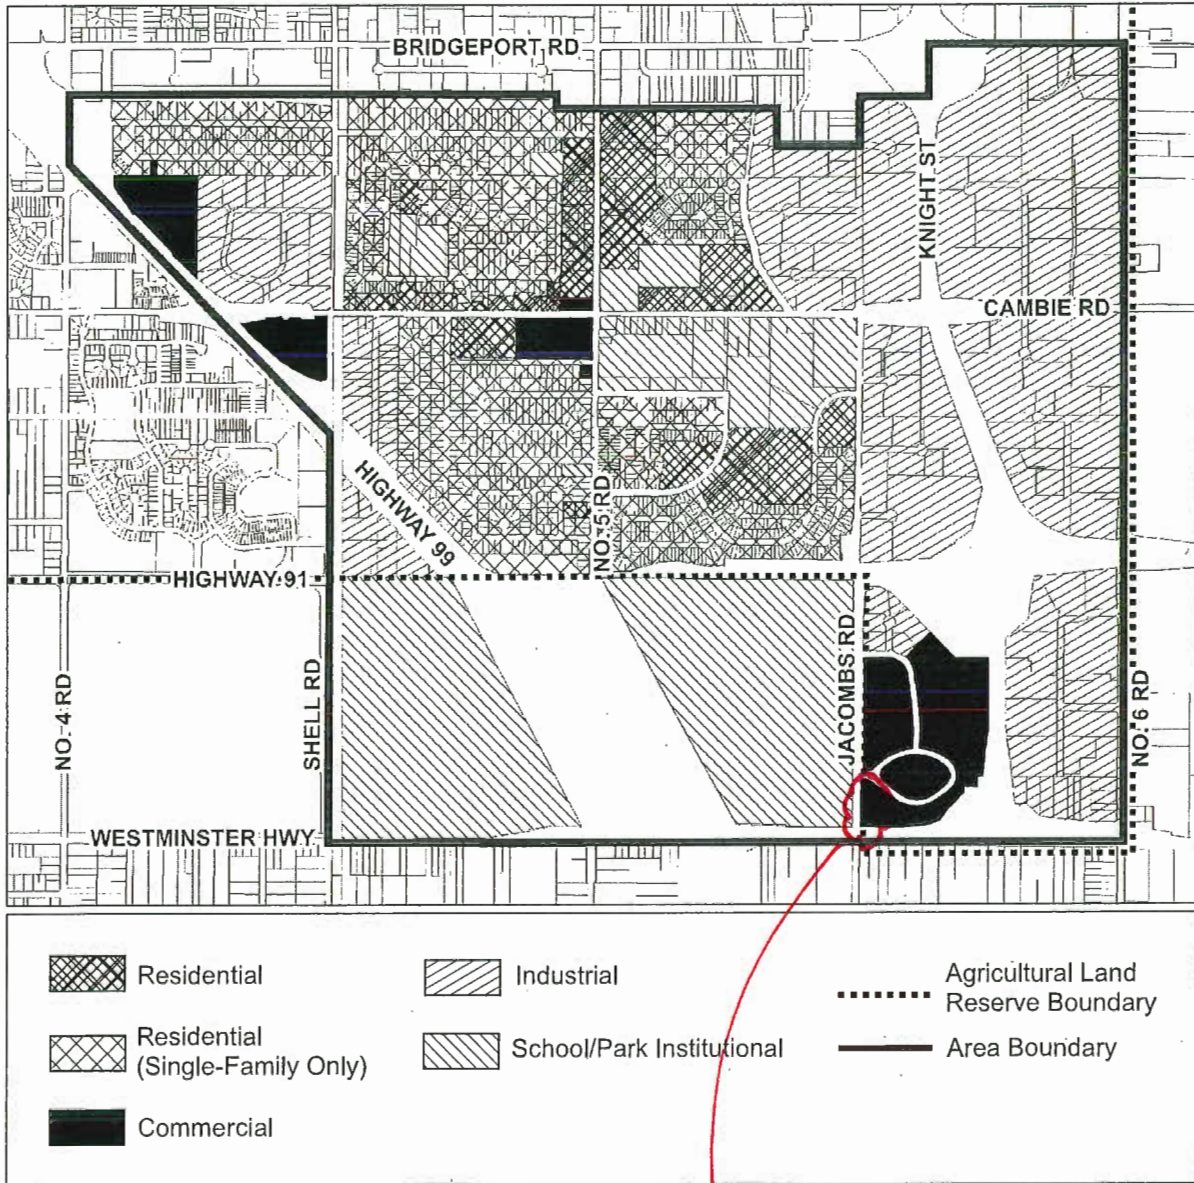 BRIDGEPORT RD
KNIGHT ST
CAMBIE RD
HIGHWAY 99
NO. 5 RD
HIGHWAY 91
NO. 4 RD
SHELL RD
JACOMBS RD
NO. 6 RD
WESTMINSTER HWY
Residential
Residential
(Single-Family Only)
Commercial
Industrial
School/Park Institutional
Agricultural Land
Reserve Boundary
Area Boundary